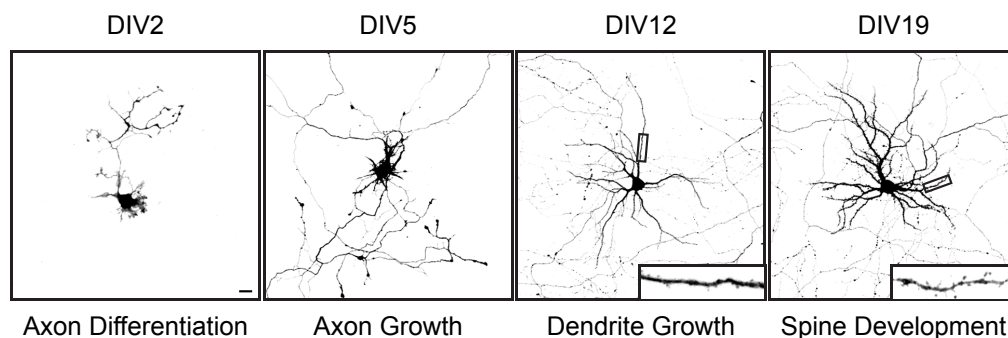 DIV2 DIV5 DIV12 DIV19
Axon Differentiation Axon Growth Dendrite Growth Spine Development